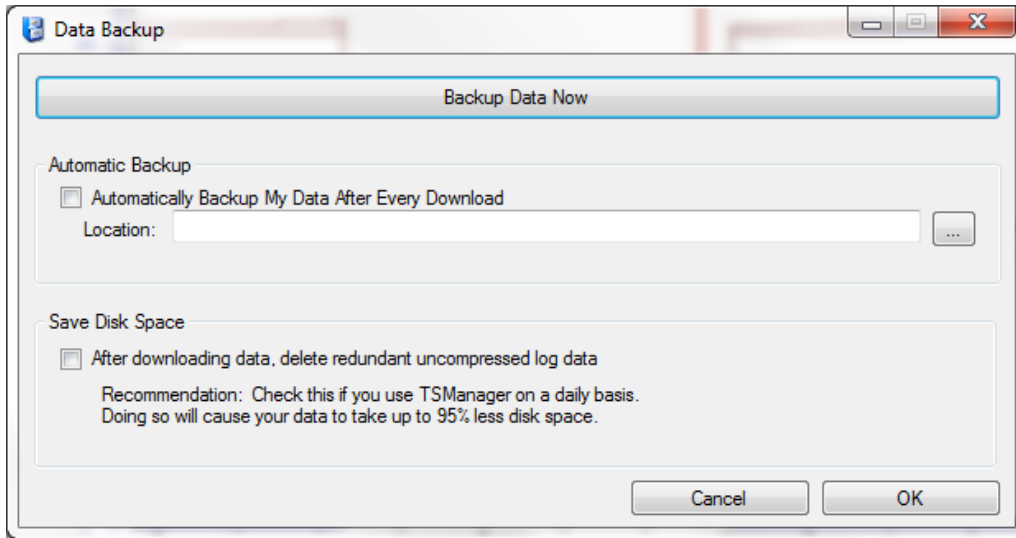 Data Backup
Backup Data Now
Automatic Backup
Automatically Backup My Data After Every Download
Location:
...
Save Disk Space
After downloading data, delete redundant uncompressed log data
Recommendation: Check this if you use TSManager on a daily basis.
Doing so will cause your data to take up to 95% less disk space.
Cancel
OK